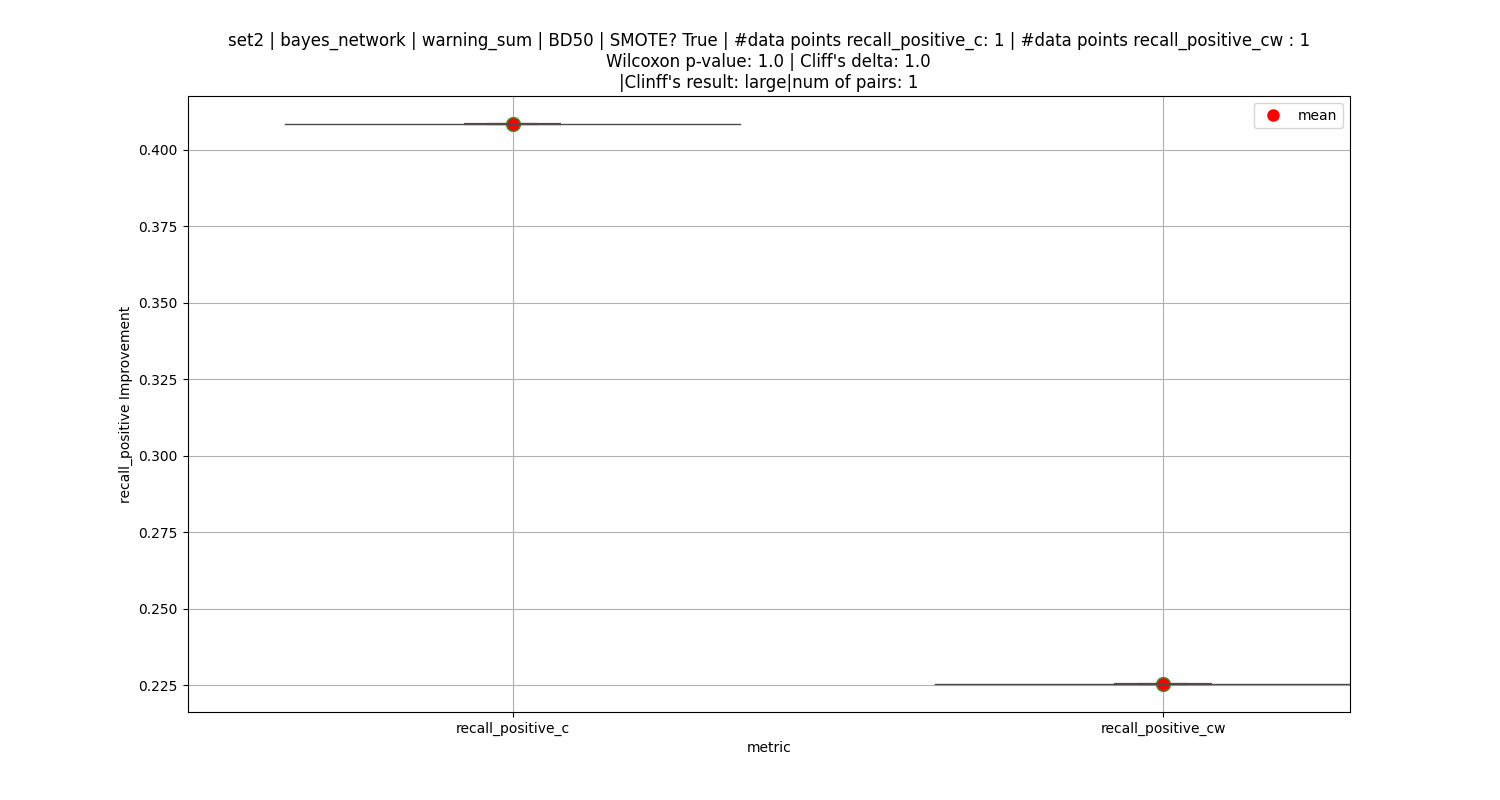 set2 | bayes_network | warning_sum | BD50 | SMOTE? True | #data points recall_positive_c: 1 | #data points recall_positive_cw : 1
Wilcoxon p-value: 1.0 | Cliff's delta: 1.0
|Clinff's result: large|num of pairs: 1
mean
0.400
0.375
0.350
0.325
0.300
0.275
0.250
0.225
recall_positive Improvement
recall_positive_c
recall_positive_cw
metric